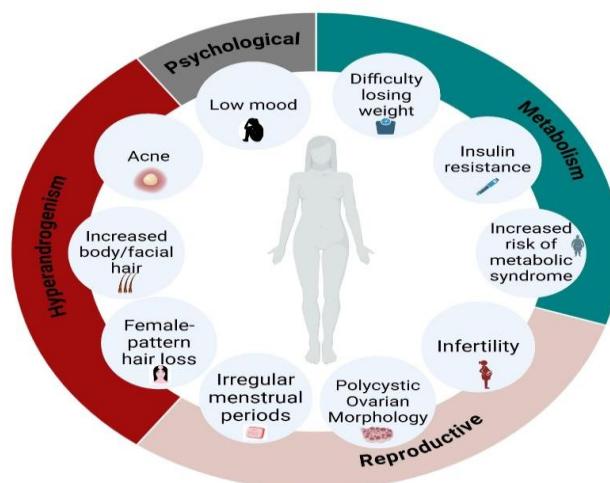 Psychological
Metabolism
Reproductive
Hyperandrogenism
Low mood
Difficulty
losing
weight
Insulin
resistance
Increased
risk of
metabolic
syndrome
Infertility
Polycystic
Ovarian
Morphology
Irregular
menstrual
periods
Female-
pattern
hair loss
Increased
body/facial
hair
Acne